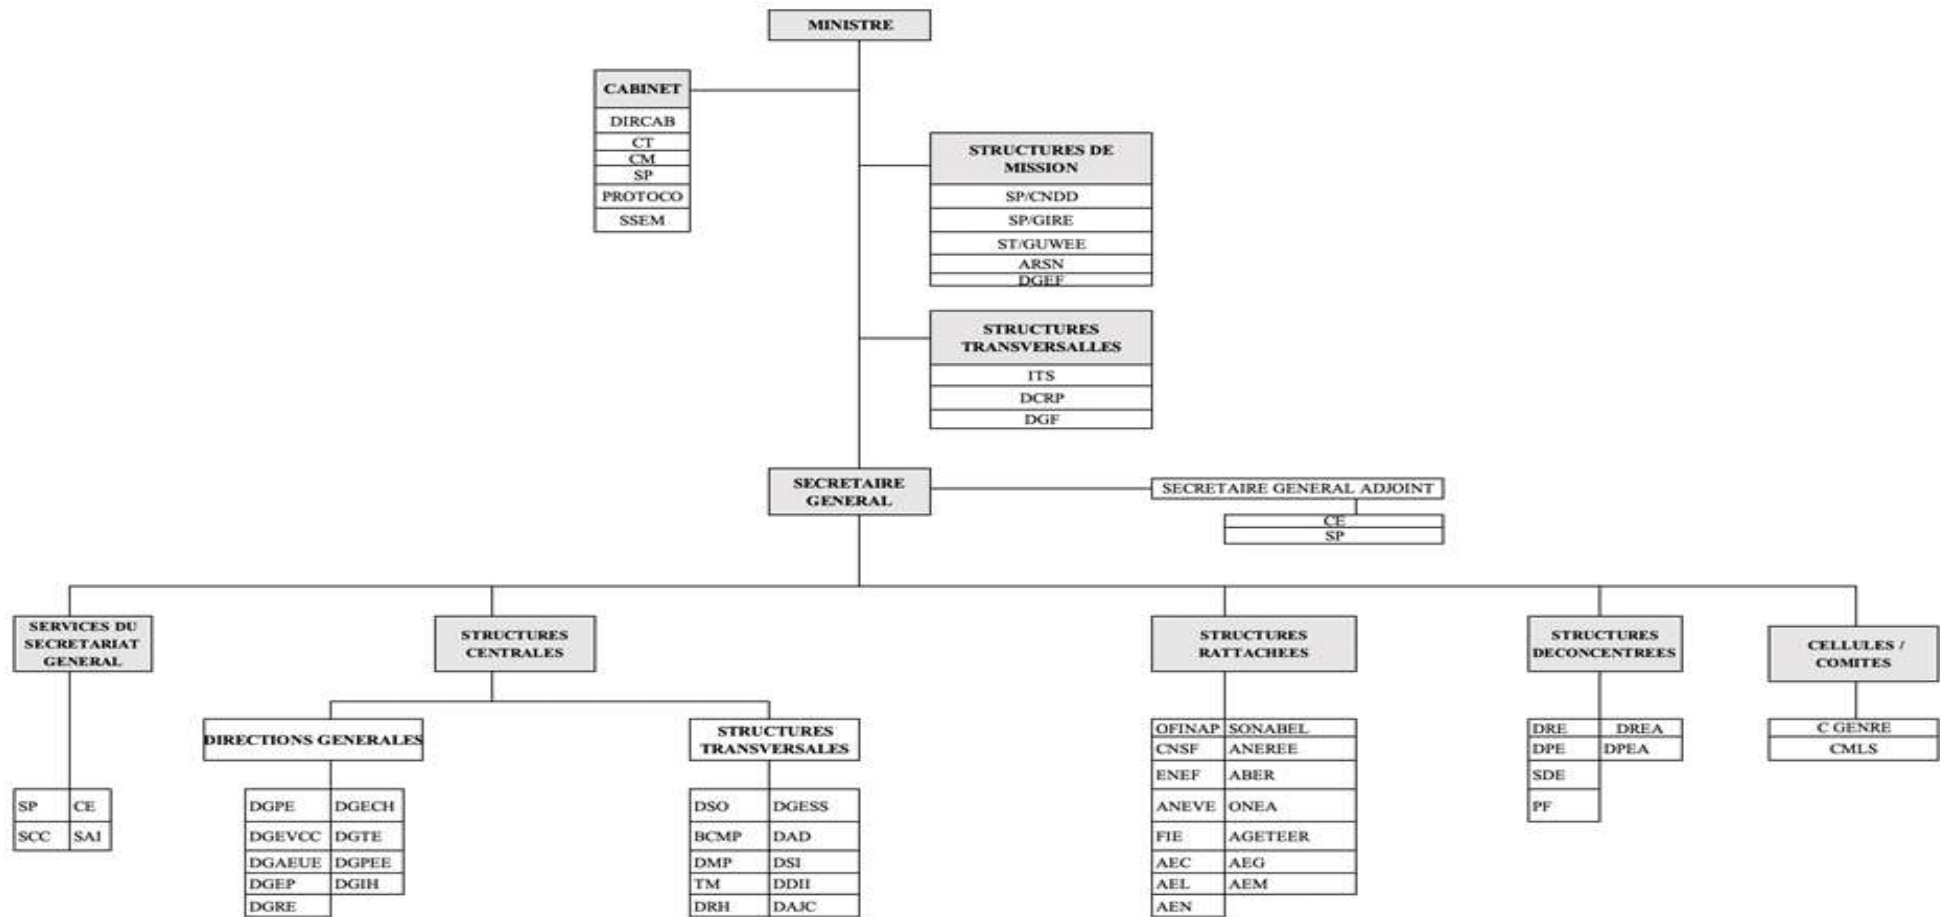 MINISTRE
CABINET
DIRCAB
CT
CM
SP
PROTOCO
SSEM
STRUCTURES DE
MISSION
SP/CNDD
SP/GIRE
ST/GUWEE
ARSN
DGEF
STRUCTURES
TRANSVERSALLES
ITS
DCRP
DGF
SECRETAIRE
GENERAL
SECRETAIRE GENERAL ADJOINT
CE
SP
SERVICES DU
SECRETARIAT
GENERAL
SP CE
SCC SAI
STRUCTURES
CENTRALES
DIRECTIONS GENERALES
DGPE DGECH
DGEVCC DGTE
DGAEUE DGPEE
DGEP DGIH
DGRE
STRUCTURES
TRANSVERSALES
DSO DGESS
BCMP DAD
DMP DSI
TM DDII
DRH DAJC
STRUCTURES
RATTACHEES
OFINAP SONABEL
CNSF ANEREE
ENEF ABER
ANEVE ONEA
FIE AGETEER
AEC AEG
AEL AEM
AEN
STRUCTURES
DECONCENTREES
DRE DREA
DPE DPEA
SDE
PF
CELLULES /
COMITES
C GENRE
CMLS